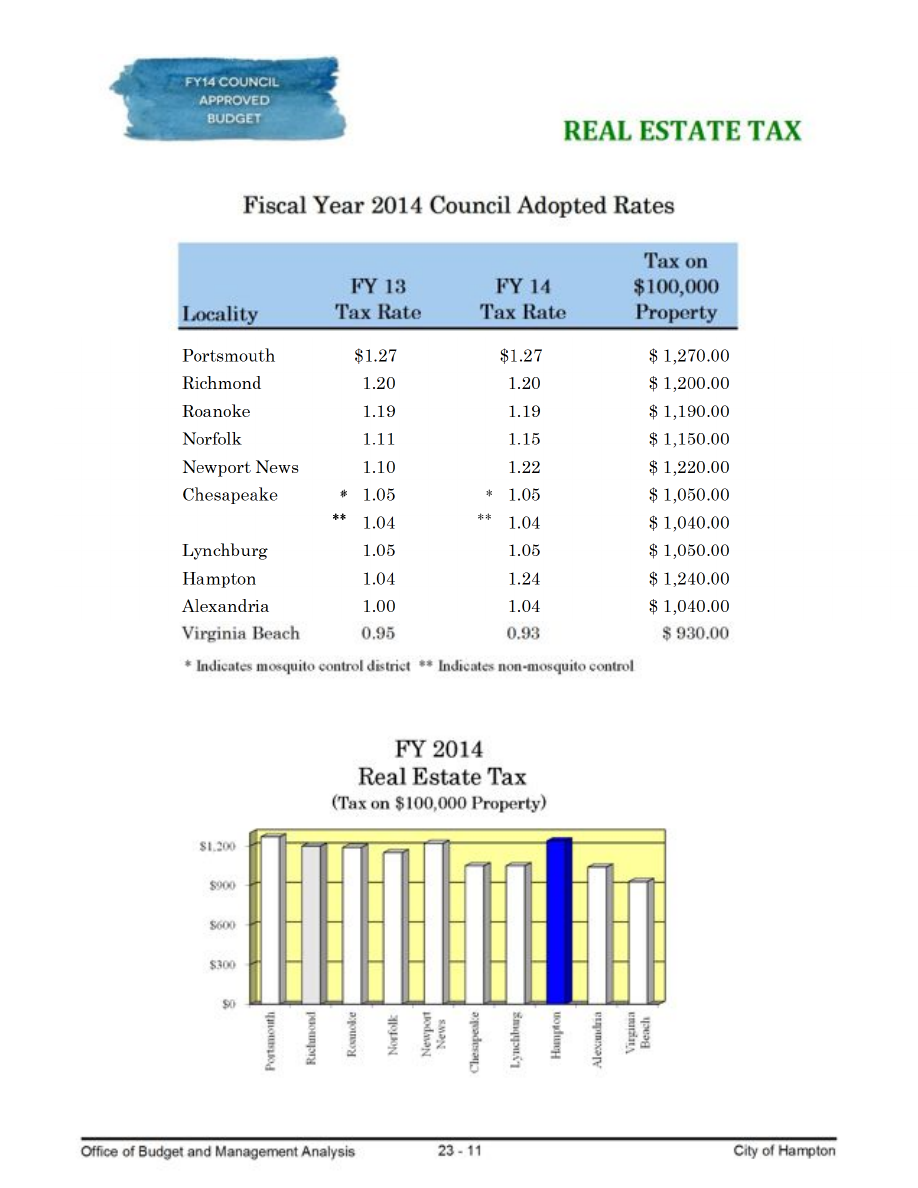 FY14 COUNCIL
APPROVED
BUDGET
REAL ESTATE TAX
Fiscal Year 2014 Council Adopted Rates
Locality FY 13 Tax Rate FY 14 Tax Rate Tax on $100,000 Property
Portsmouth $1.27 $1.27 $ 1,270.00
Richmond 1.20 1.20 $ 1,200.00
Roanoke 1.19 1.19 $ 1,190.00
Norfolk 1.11 1.15 $ 1,150.00
Newport News 1.10 1.22 $ 1,220.00
Chesapeake * 1.05 * 1.05 $ 1,050.00
** 1.04 ** 1.04 $ 1,040.00
Lynchburg 1.05 1.05 $ 1,050.00
Hampton 1.04 1.24 $ 1,240.00
Alexandria 1.00 1.04 $ 1,040.00
Virginia Beach 0.95 0.93 $ 930.00
* Indicates mosquito control district ** Indicates non-mosquito control
FY 2014
Real Estate Tax
(Tax on $100,000 Property)
$1,200
$900
$600
$300
$0
Portsmouth
Richmond
Roanoke
Norfolk
Newport News
Chesapeake
Lynchburg
Hampton
Alexandria
Virginia Beach
Office of Budget and Management Analysis 23 - 11 City of Hampton